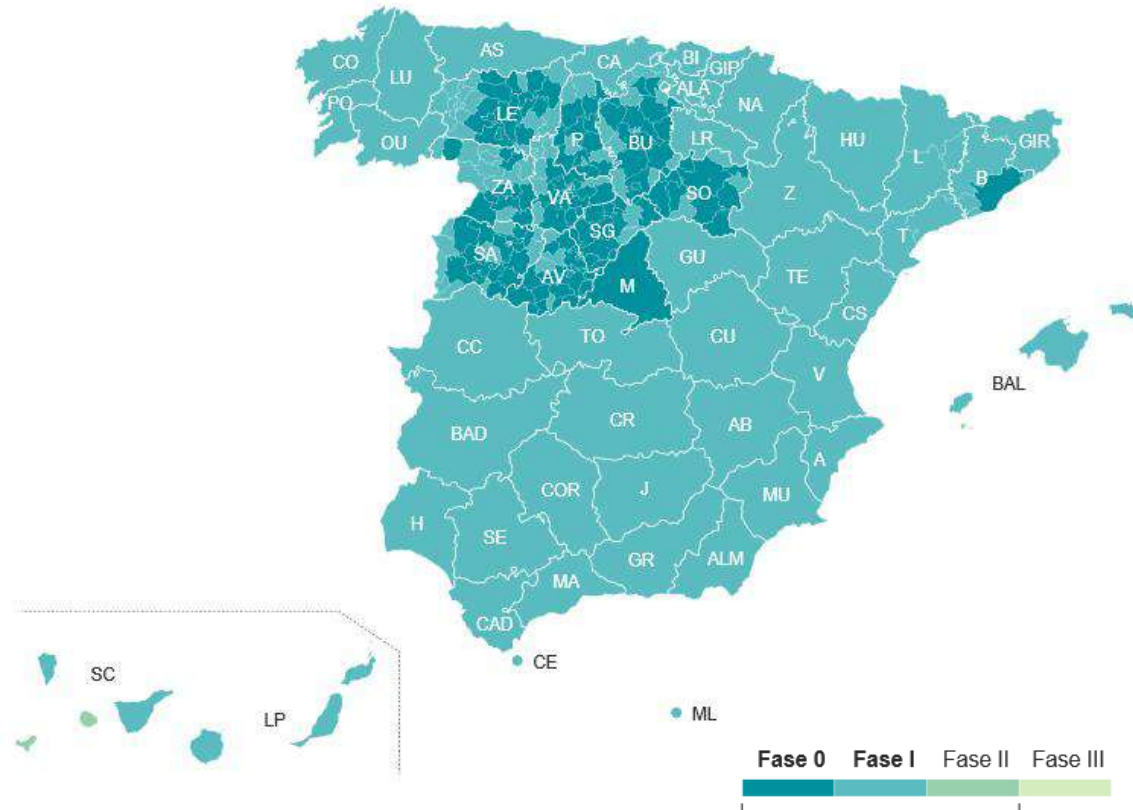 AS
CA
BI
GIP
CO
LU
ALA
NA
PO
LE
P
BU
LR
HU
L
GIR
OU
B
ZA
VA
SO
Z
SG
T
SA
AV
M
GU
TE
CS
CC
TO
CU
V
BAL
BAD
CR
AB
A
COR
J
MU
H
SE
GR
ALM
MA
CAD
CE
SC
LP
ML
Fase 0 Fase I Fase II Fase III